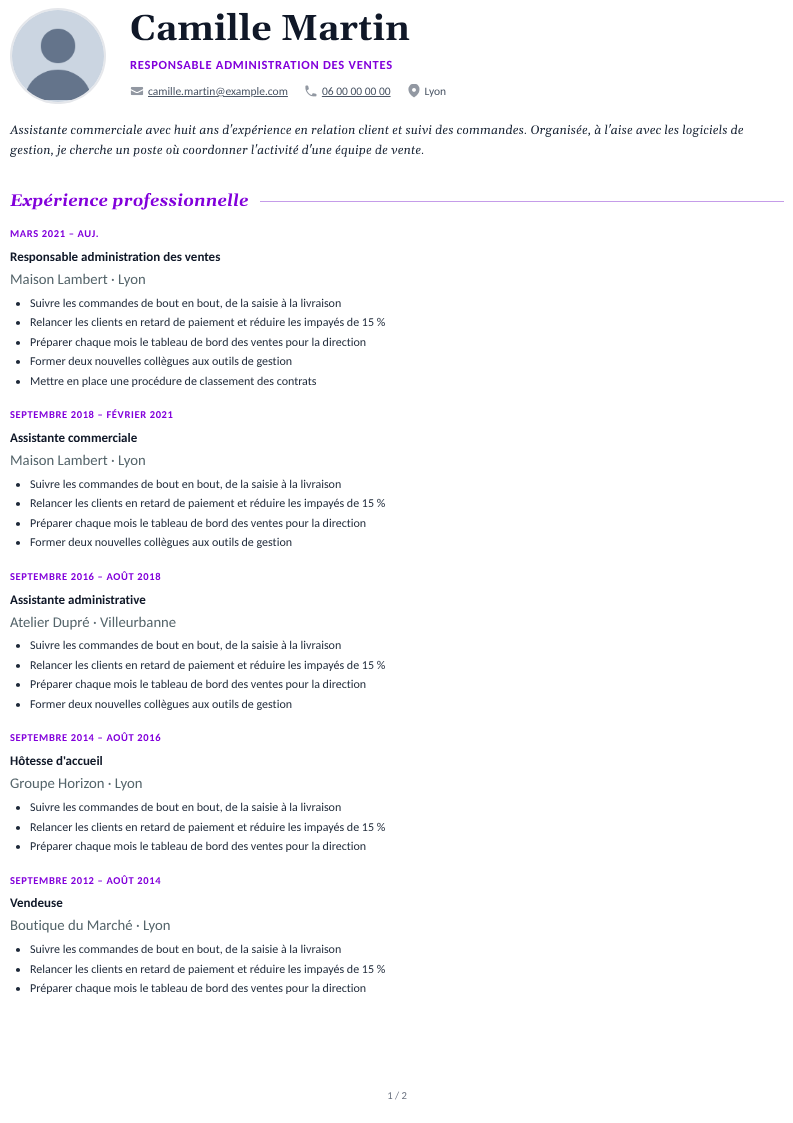 Camille Martin
RESPONSABLE ADMINISTRATION DES VENTES
camille.martin@example.com 06 00 00 00 00 Lyon
Assistante commerciale avec huit ans d'expérience en relation client et suivi des commandes. Organisée, à l'aise avec les logiciels de
gestion, je cherche un poste où coordonner l'activité d'une équipe de vente.
Expérience professionnelle
MARS 2021 – AUJ.
Responsable administration des ventes
Maison Lambert · Lyon
• Suivre les commandes de bout en bout, de la saisie à la livraison
• Relancer les clients en retard de paiement et réduire les impayés de 15 %
• Préparer chaque mois le tableau de bord des ventes pour la direction
• Former deux nouvelles collègues aux outils de gestion
• Mettre en place une procédure de classement des contrats
SEPTEMBRE 2018 – FÉVRIER 2021
Assistante commerciale
Maison Lambert · Lyon
• Suivre les commandes de bout en bout, de la saisie à la livraison
• Relancer les clients en retard de paiement et réduire les impayés de 15 %
• Préparer chaque mois le tableau de bord des ventes pour la direction
• Former deux nouvelles collègues aux outils de gestion
SEPTEMBRE 2016 – AOÛT 2018
Assistante administrative
Atelier Dupré · Villeurbanne
• Suivre les commandes de bout en bout, de la saisie à la livraison
• Relancer les clients en retard de paiement et réduire les impayés de 15 %
• Préparer chaque mois le tableau de bord des ventes pour la direction
• Former deux nouvelles collègues aux outils de gestion
SEPTEMBRE 2014 – AOÛT 2016
Hôtesse d'accueil
Groupe Horizon · Lyon
• Suivre les commandes de bout en bout, de la saisie à la livraison
• Relancer les clients en retard de paiement et réduire les impayés de 15 %
• Préparer chaque mois le tableau de bord des ventes pour la direction
SEPTEMBRE 2012 – AOÛT 2014
Vendeuse
Boutique du Marché · Lyon
• Suivre les commandes de bout en bout, de la saisie à la livraison
• Relancer les clients en retard de paiement et réduire les impayés de 15 %
• Préparer chaque mois le tableau de bord des ventes pour la direction
1 / 2